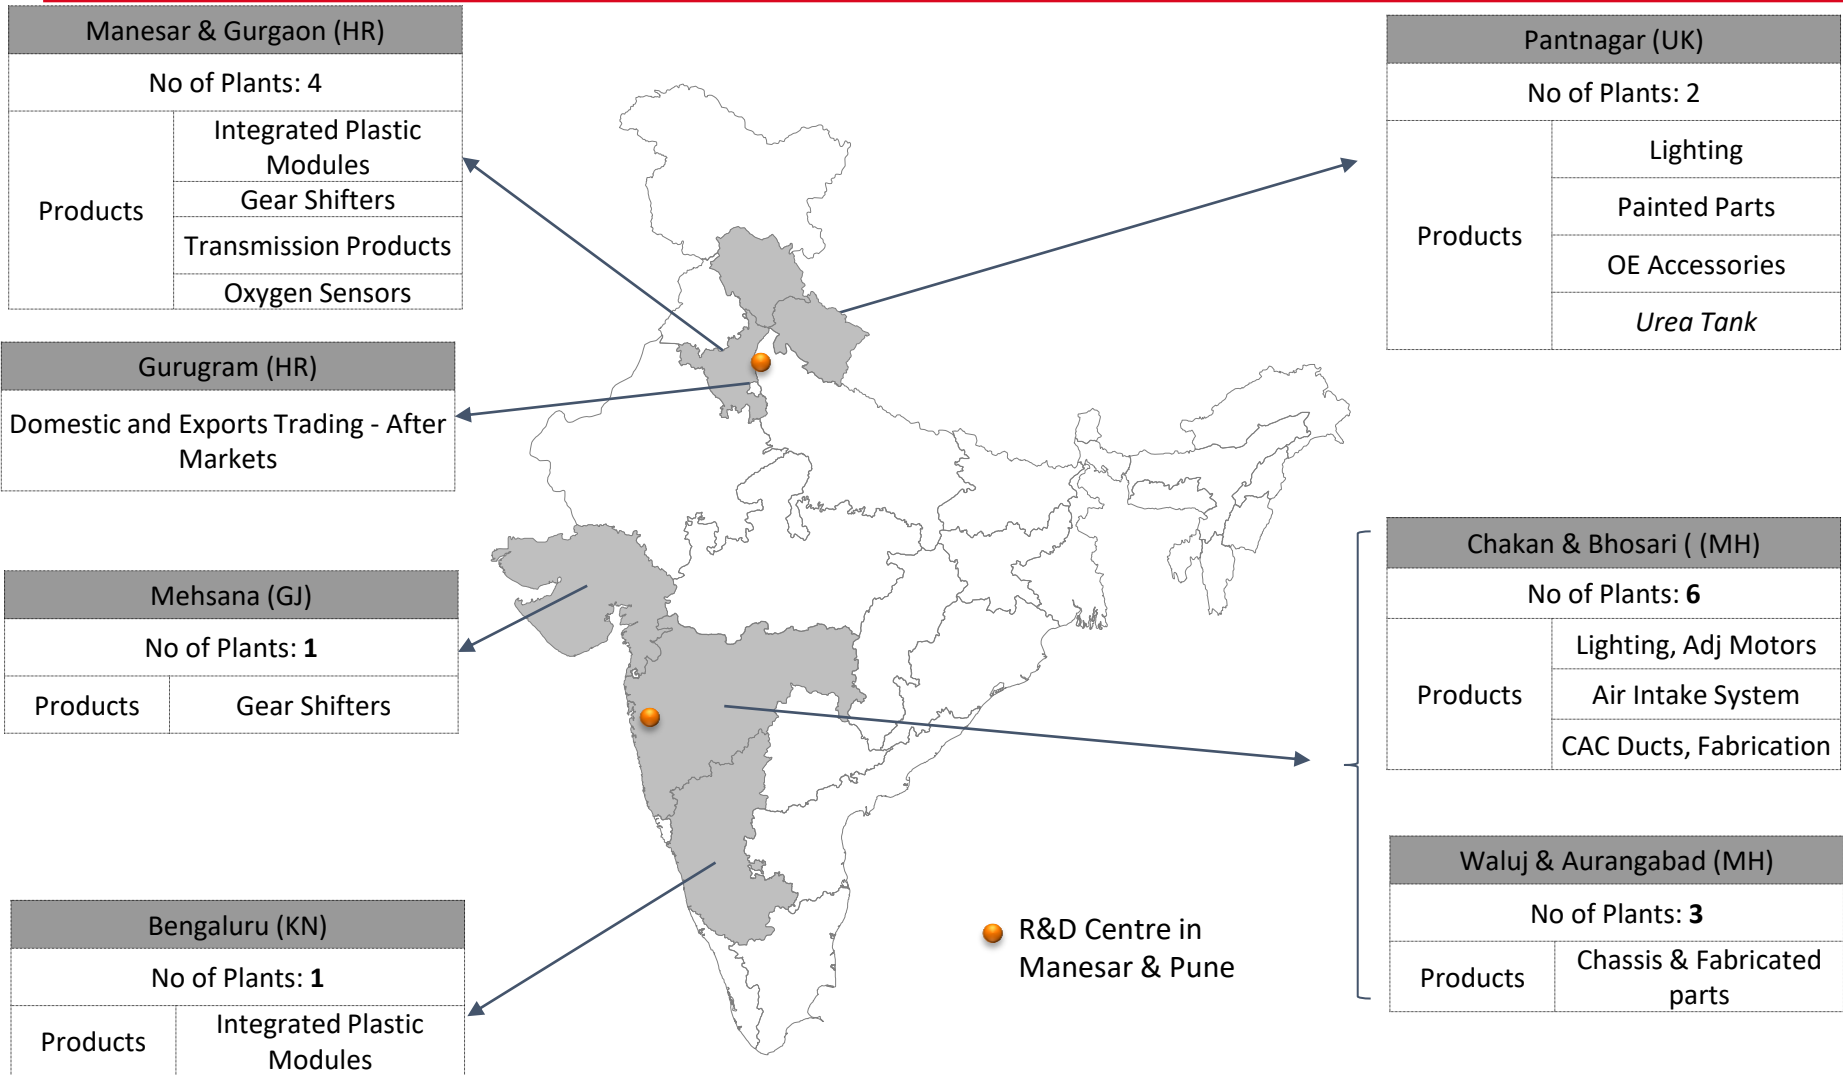 Manesar & Gurgaon (HR)
No of Plants: 4
Products
Integrated Plastic
Modules
Gear Shifters
Transmission Products
Oxygen Sensors
Gurugram (HR)
Domestic and Exports Trading - After
Markets
Mehsana (GJ)
No of Plants: 1
Products
Gear Shifters
Bengaluru (KN)
No of Plants: 1
Products
Integrated Plastic
Modules
R&D Centre in
Manesar & Pune
Pantnagar (UK)
No of Plants: 2
Products
Lighting
Painted Parts
OE Accessories
Urea Tank
Chakan & Bhosari ( (MH)
No of Plants: 6
Products
Lighting, Adj Motors
Air Intake System
CAC Ducts, Fabrication
Waluj & Aurangabad (MH)
No of Plants: 3
Products
Chassis & Fabricated
parts